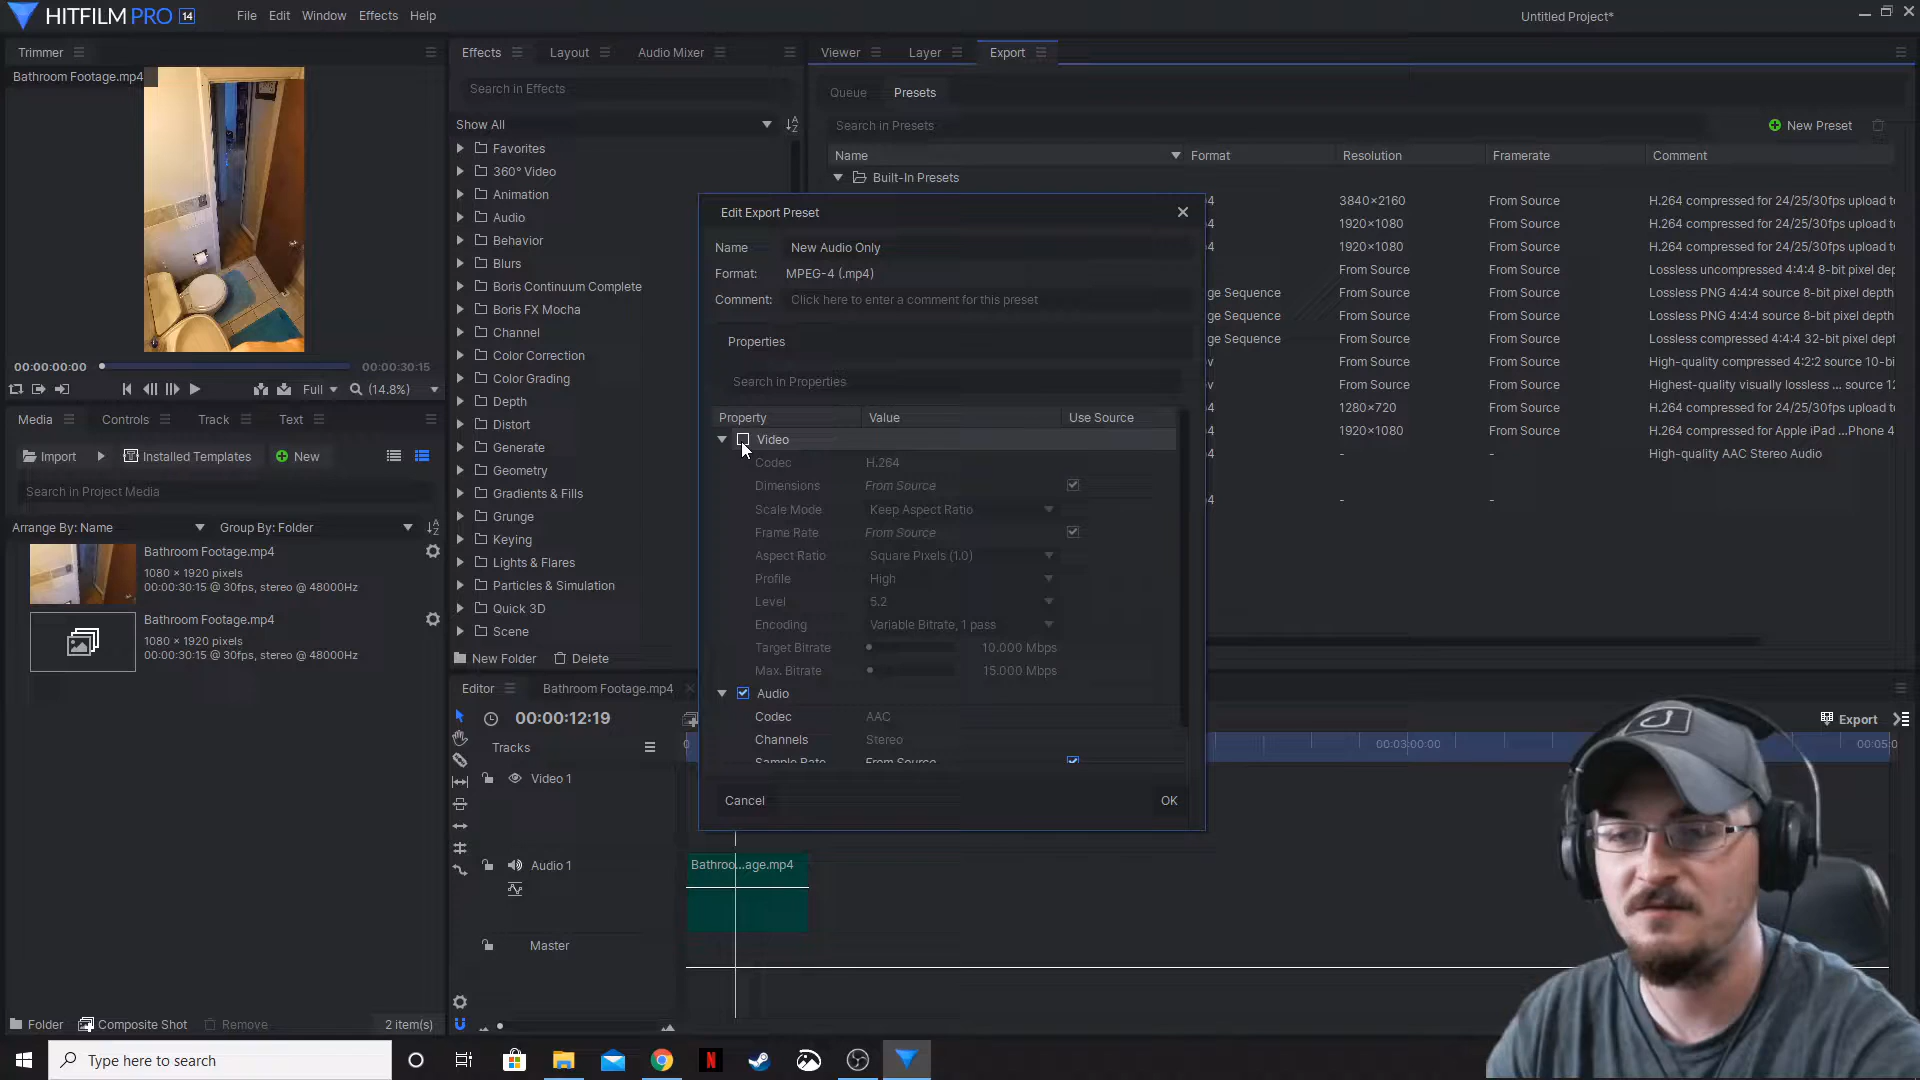 HITFILM PRO 14 File Edit Window Effects Help Untitled Project*
Trimmer
Bathroom Footage.mp4
00:00:00:00 00:00:30:15
Full (14.8%)
Media Controls Track Text
Import Installed Templates New
Search in Project Media
Arrange By: Name Group By: Folder
Bathroom Footage.mp4
1080 × 1920 pixels
00:00:30:15 @ 30fps, stereo @ 48000Hz
Bathroom Footage.mp4
1080 × 1920 pixels
00:00:30:15 @ 30fps, stereo @ 48000Hz
Folder Composite Shot Remove 2 item(s)
Effects Layout Audio Mixer
Search in Effects
Show All
Favorites
360° Video
Animation
Audio
Behavior
Blurs
Boris Continuum Complete
Boris FX Mocha
Channel
Color Correction
Color Grading
Depth
Distort
Generate
Geometry
Gradients & Fills
Grunge
Keying
Lights & Flares
Particles & Simulation
Quick 3D
Scene
New Folder Delete
Viewer Layer Export
Queue Presets
Search in Presets New Preset
Name Format Resolution Framerate Comment
Built-In Presets
4 3840×2160 From Source H.264 compressed for 24/25/30fps upload t
4 1920×1080 From Source H.264 compressed for 24/25/30fps upload t
4 1920×1080 From Source H.264 compressed for 24/25/30fps upload t
From Source From Source Lossless uncompressed 4:4:4 8-bit pixel dep
ge Sequence From Source From Source Lossless PNG 4:4:4 source 8-bit pixel depth
ge Sequence From Source From Source Lossless PNG 4:4:4 source 8-bit pixel depth
ge Sequence From Source From Source Lossless compressed 4:4:4 32-bit pixel de
v From Source From Source High-quality compressed 4:2:2 source 10-bi
v From Source From Source Highest-quality visually lossless ... source 12
4 1280×720 From Source H.264 compressed for 24/25/30fps upload t
4 1920×1080 From Source H.264 compressed for Apple iPad ...Phone 4
4 - - High-quality AAC Stereo Audio
4 - -
Edit Export Preset
Name New Audio Only
Format: MPEG-4 (.mp4)
Comment: Click here to enter a comment for this preset
Properties
Search in Properties
Property Value Use Source
Video
Codec H.264
Dimensions From Source
Scale Mode Keep Aspect Ratio
Frame Rate From Source
Aspect Ratio Square Pixels (1.0)
Profile High
Level 5.2
Encoding Variable Bitrate, 1 pass
Target Bitrate 10.000 Mbps
Max. Bitrate 15.000 Mbps
Audio
Codec AAC
Channels Stereo
Sample Rate From Source
Cancel OK
Editor Bathroom Footage.mp4
00:00:12:19 Export
Tracks 0 00:03:00:00 00:05:0
Video 1
Audio 1 Bathroo...age.mp4
Master
Type here to search